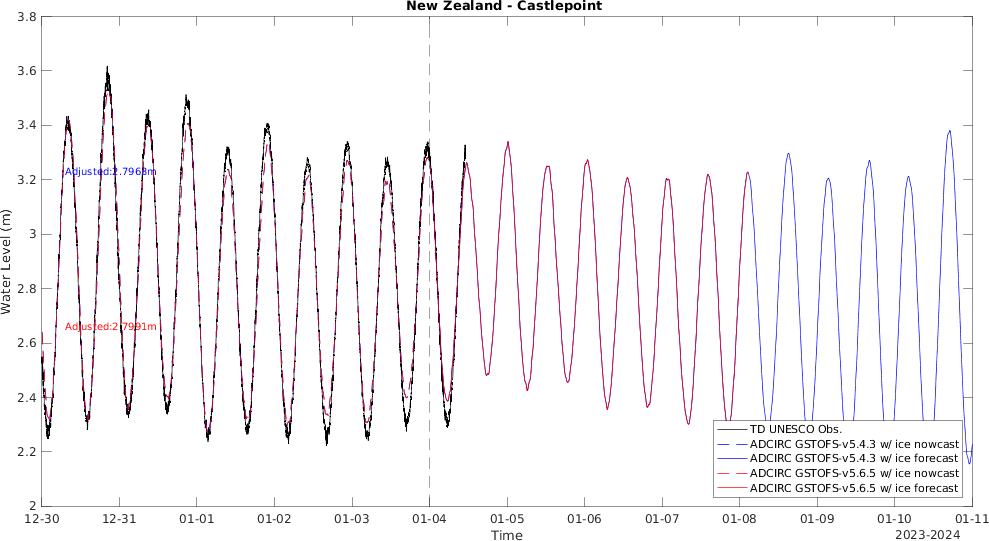 New Zealand - Castlepoint
Water Level (m)
3.8
3.6
3.4
3.2
3
2.8
2.6
2.4
2.2
2
Adjusted:2.7963m
Adjusted:2.7991m
TD UNESCO Obs.
ADCIRC GSTOFS-v5.4.3 w/ ice nowcast
ADCIRC GSTOFS-v5.4.3 w/ ice forecast
ADCIRC GSTOFS-v5.6.5 w/ ice nowcast
ADCIRC GSTOFS-v5.6.5 w/ ice forecast
12-30 12-31 01-01 01-02 01-03 01-04 01-05 01-06 01-07 01-08 01-09 01-10 01-11
Time
2023-2024